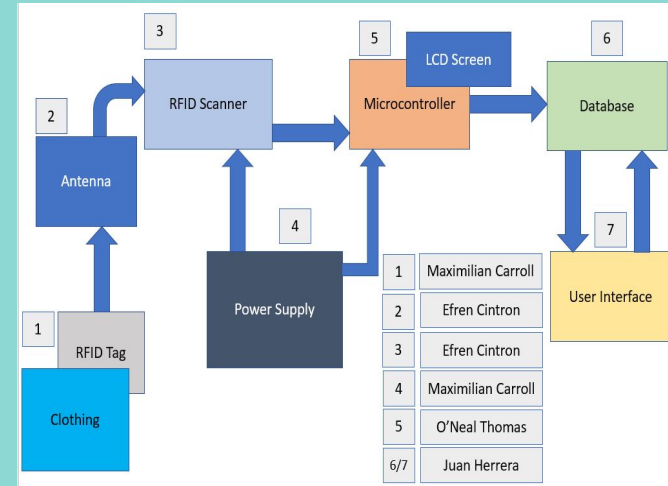 3
5
6
LCD Screen
RFID Scanner
Microcontroller
Database
2
Antenna
4
7
1
Power Supply
User Interface
RFID Tag
Clothing
1 Maximilian Carroll
2 Efren Cintron
3 Efren Cintron
4 Maximilian Carroll
5 O’Neal Thomas
6/7 Juan Herrera